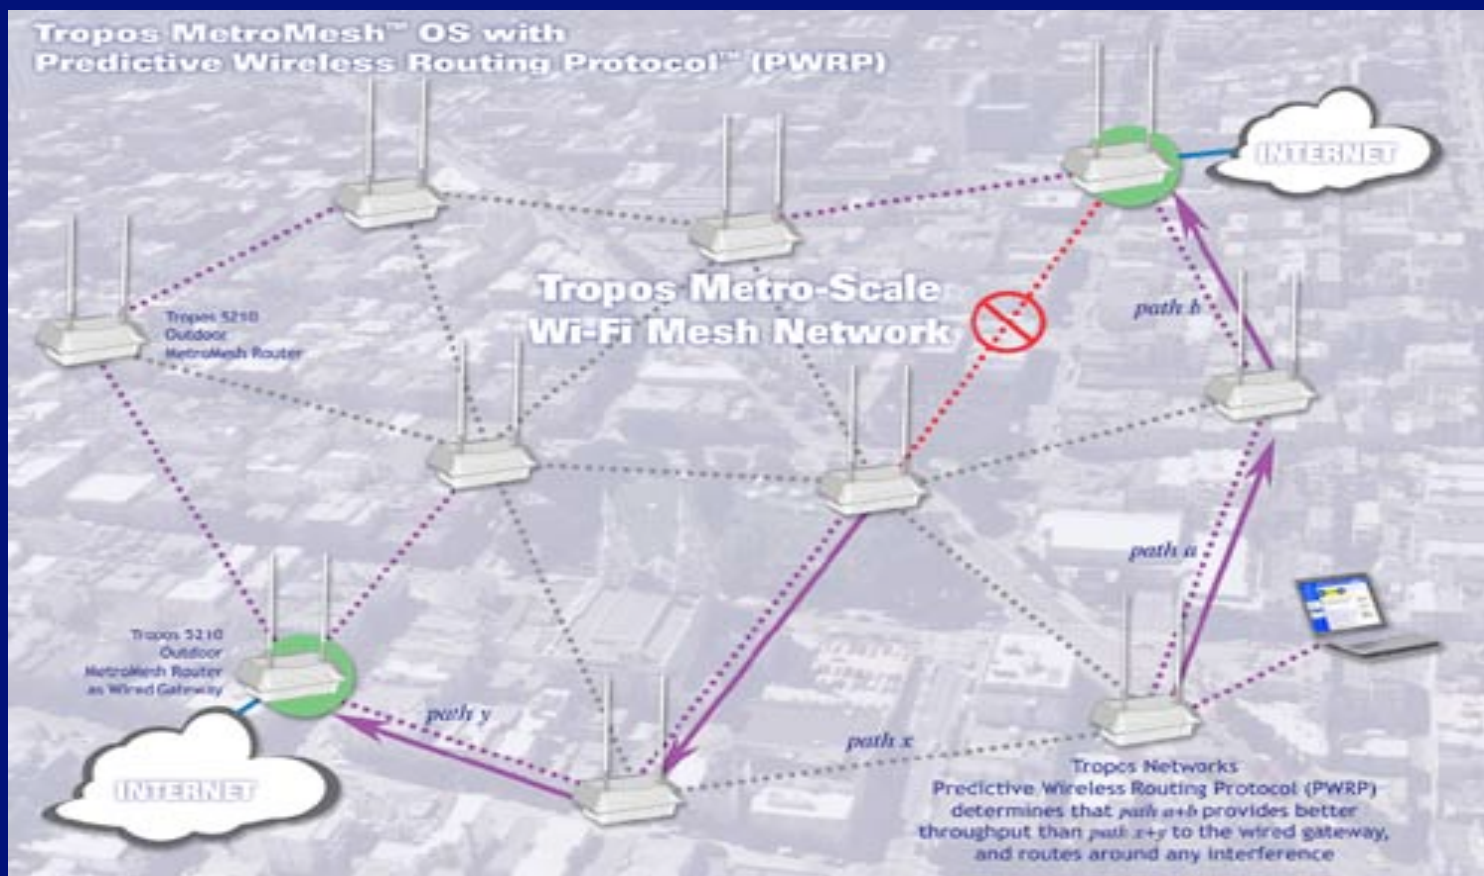 Tropos MetroMesh™ OS with
Predictive Wireless Routing Protocol™ (PWRP)
INTERNET
Tropos Metro-Scale
Wi-Fi Mesh Network
path b
Tropos 5210
Outdoor
MetroMesh Router
path a
Tropos 5210
Outdoor
MetroMesh Router
as Wired Gateway
path y
path x
INTERNET
Tropos Networks
Predictive Wireless Routing Protocol (PWRP)
determines that path a+b provides better
throughput than path x+y to the wired gateway,
and routes around any interference